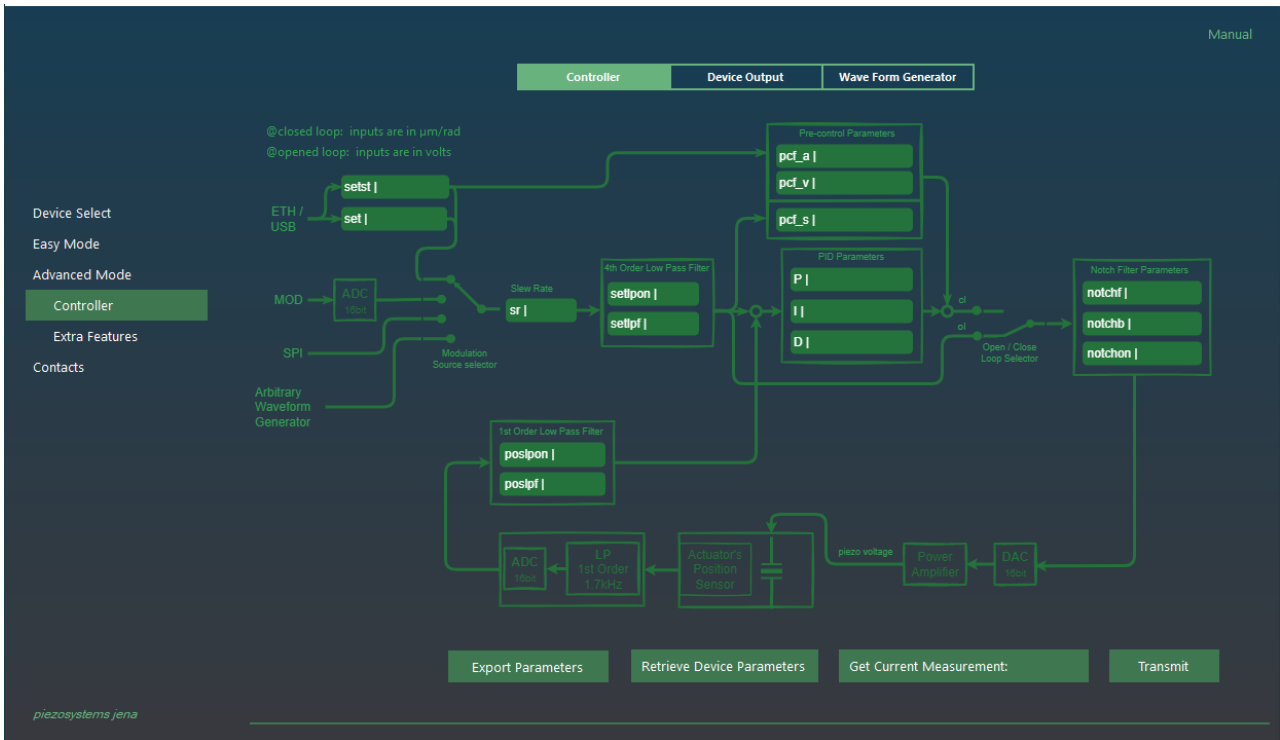 Manual
Controller
Device Output
Wave Form Generator
@closed loop: inputs are in µm/rad
@opened loop: inputs are in volts
Device Select
Easy Mode
Advanced Mode
Controller
Extra Features
Contacts
ETH /
USB
setst |
set |
MOD
ADC
16bit
SPI
Arbitrary
Waveform
Generator
Modulation
Source selector
Slew Rate
sr |
4th Order Low Pass Filter
setlpon |
setlpf |
Pre-control Parameters
pcf_a |
pcf_v |
pcf_s |
PID Parameters
P |
I |
D |
cl
ol
Open / Close
Loop Selector
Notch Filter Parameters
notchf |
notchb |
notchon |
1st Order Low Pass Filter
poslpon |
poslpf |
ADC
16bit
LP
1st Order
1.7kHz
Actuator's
Position
Sensor
piezo voltage
Power
Amplifier
DAC
16bit
Export Parameters
Retrieve Device Parameters
Get Current Measurement:
Transmit
piezosystems jena